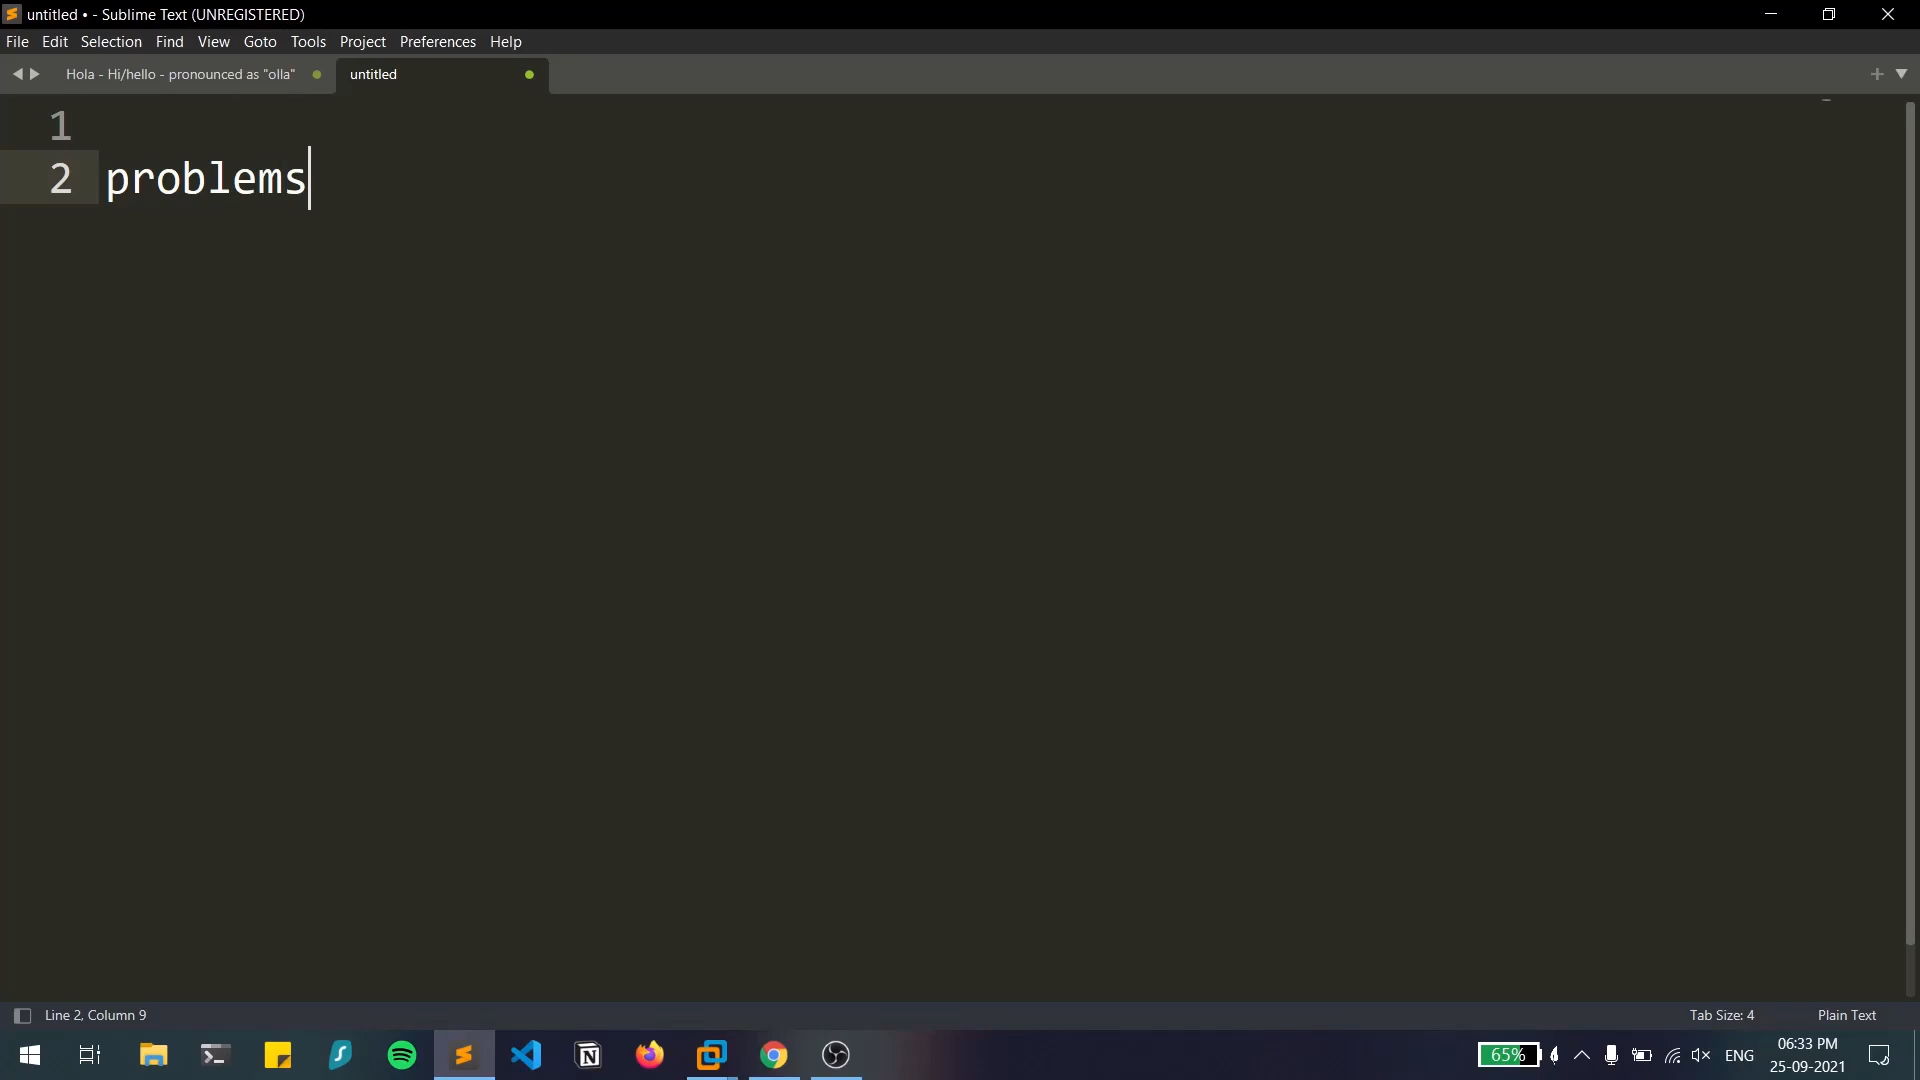 untitled • - Sublime Text (UNREGISTERED)
File Edit Selection Find View Goto Tools Project Preferences Help
Hola - Hi/hello - pronounced as "olla" untitled
1
2 problems
Line 2, Column 9 Tab Size: 4 Plain Text
65% ENG 06:33 PM
25-09-2021